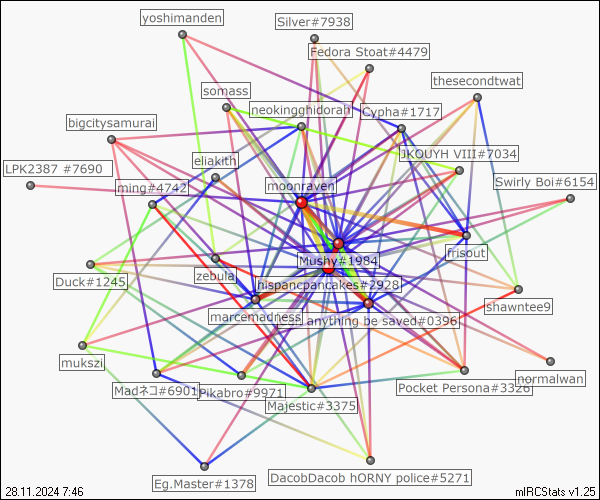 yoshimanden
Silver#7938
Fedora Stoat#4479
thesecondtwat
somass
neokingghidorah
Cypha#1717
bigcitysamurai
eliakith
JKOUYH VIII#7034
LPK2387 #7690
ming#4742
moonraven
Swirly Boi#6154
Mushy#1984
frisout
Duck#1245
zebula
hispancpancakes#2928
shawntee9
marcemadness
anything be saved#0396
mukszi
Madネコ#6901
Pikabro#9971
Pocket Persona#3326
normalwan
Majestic#3375
Eg.Master#1378
DacobDacob hORNY police#5271
28.11.2024 7:46
mIRCStats v1.25